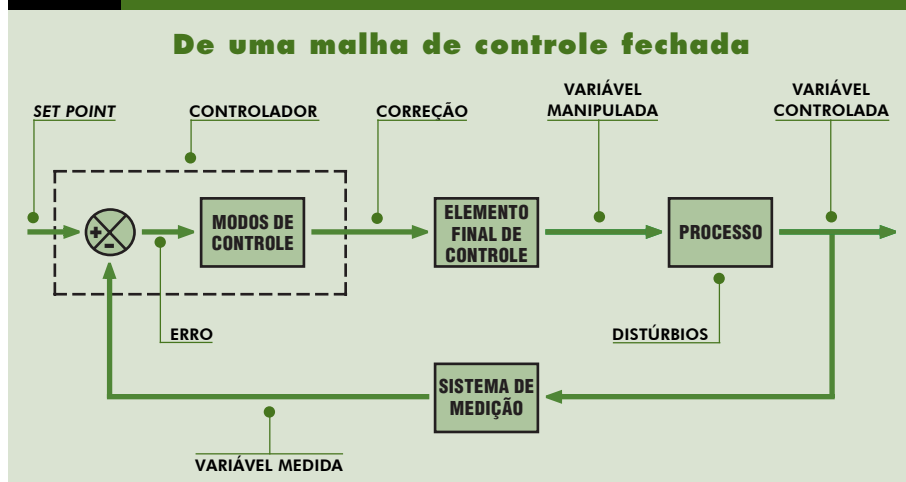 De uma malha de controle fechada
SET POINT
CONTROLADOR
CORREÇÃO
VARIÁVEL
MANIPULADA
VARIÁVEL
CONTROLADA
+
-
MODOS DE
CONTROLE
ELEMENTO
FINAL DE
CONTROLE
PROCESSO
ERRO
DISTÚRBIOS
SISTEMA DE
MEDIÇÃO
VARIÁVEL MEDIDA